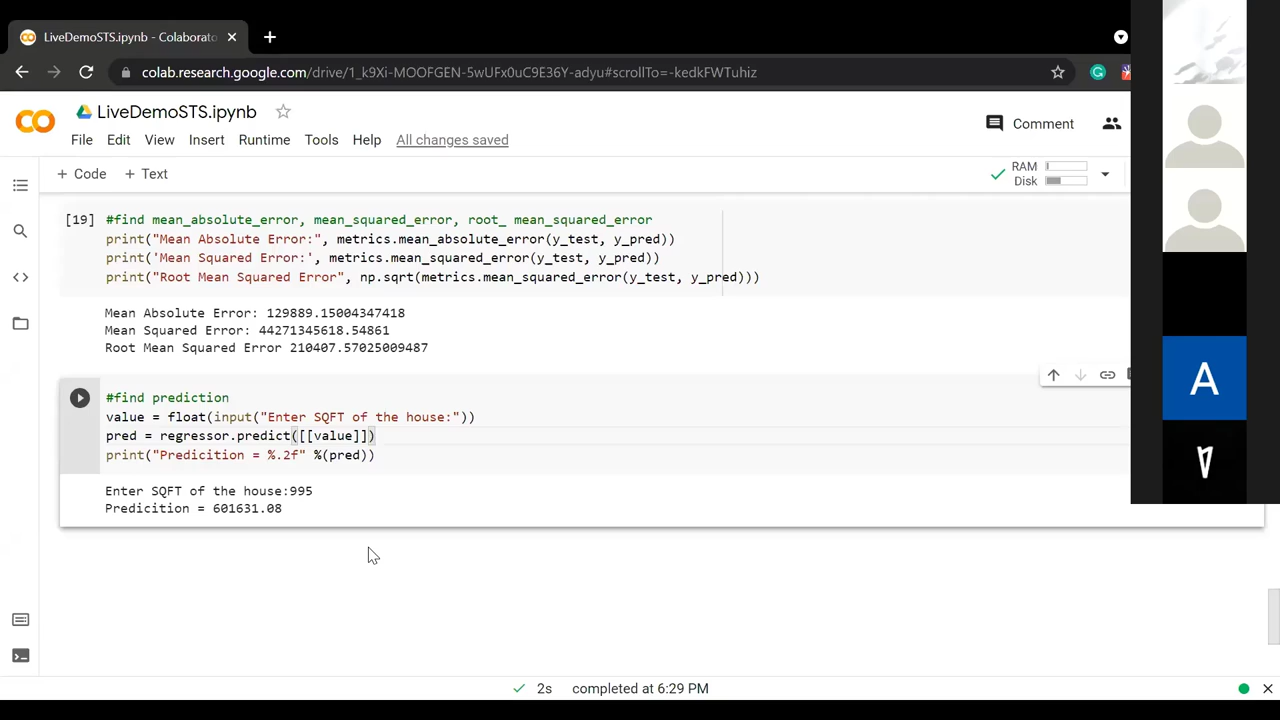 LiveDemoSTS.ipynb - Colaborato
colab.research.google.com/drive/1_k9Xi-MOOFGEN-5wUFx0uC9E36Y-adyu#scrollTo=-kedkFWTuhiz
LiveDemoSTS.ipynb
Comment
File Edit View Insert Runtime Tools Help All changes saved
+ Code + Text
RAM
Disk
[19] #find mean_absolute_error, mean_squared_error, root_ mean_squared_error
print("Mean Absolute Error:", metrics.mean_absolute_error(y_test, y_pred))
print('Mean Squared Error:', metrics.mean_squared_error(y_test, y_pred))
print("Root Mean Squared Error", np.sqrt(metrics.mean_squared_error(y_test, y_pred)))
Mean Absolute Error: 129889.15004347418
Mean Squared Error: 44271345618.54861
Root Mean Squared Error 210407.57025009487
#find prediction
value = float(input("Enter SQFT of the house:"))
pred = regressor.predict([[value]])
print("Predicition = %.2f" %(pred))
Enter SQFT of the house:995
Predicition = 601631.08
A
2s completed at 6:29 PM